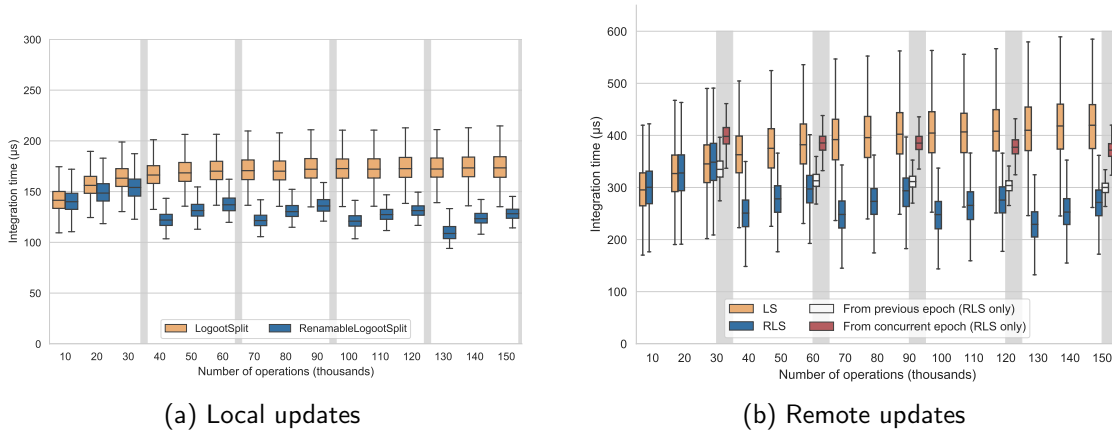 300
250
200
150
100
50
0
Integration time (µs)
LogootSplit
RenamableLogootSplit
10 20 30 40 50 60 70 80 90 100 110 120 130 140 150
Number of operations (thousands)
(a) Local updates
600
500
400
300
200
100
0
Integration time (µs)
LS
RLS
From previous epoch (RLS only)
From concurrent epoch (RLS only)
10 20 30 40 50 60 70 80 90 100 110 120 130 140 150
Number of operations (thousands)
(b) Remote updates